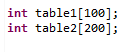 int table1[100];
int table2[200];